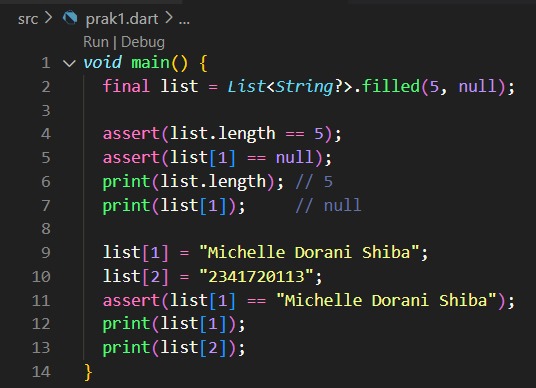 src > prak1.dart > ...
Run | Debug
1 void main() {
2   final list = List<String?>.filled(5, null);
3
4   assert(list.length == 5);
5   assert(list[1] == null);
6   print(list.length); // 5
7   print(list[1]);     // null
8
9   list[1] = "Michelle Dorani Shiba";
10   list[2] = "2341720113";
11   assert(list[1] == "Michelle Dorani Shiba");
12   print(list[1]);
13   print(list[2]);
14 }